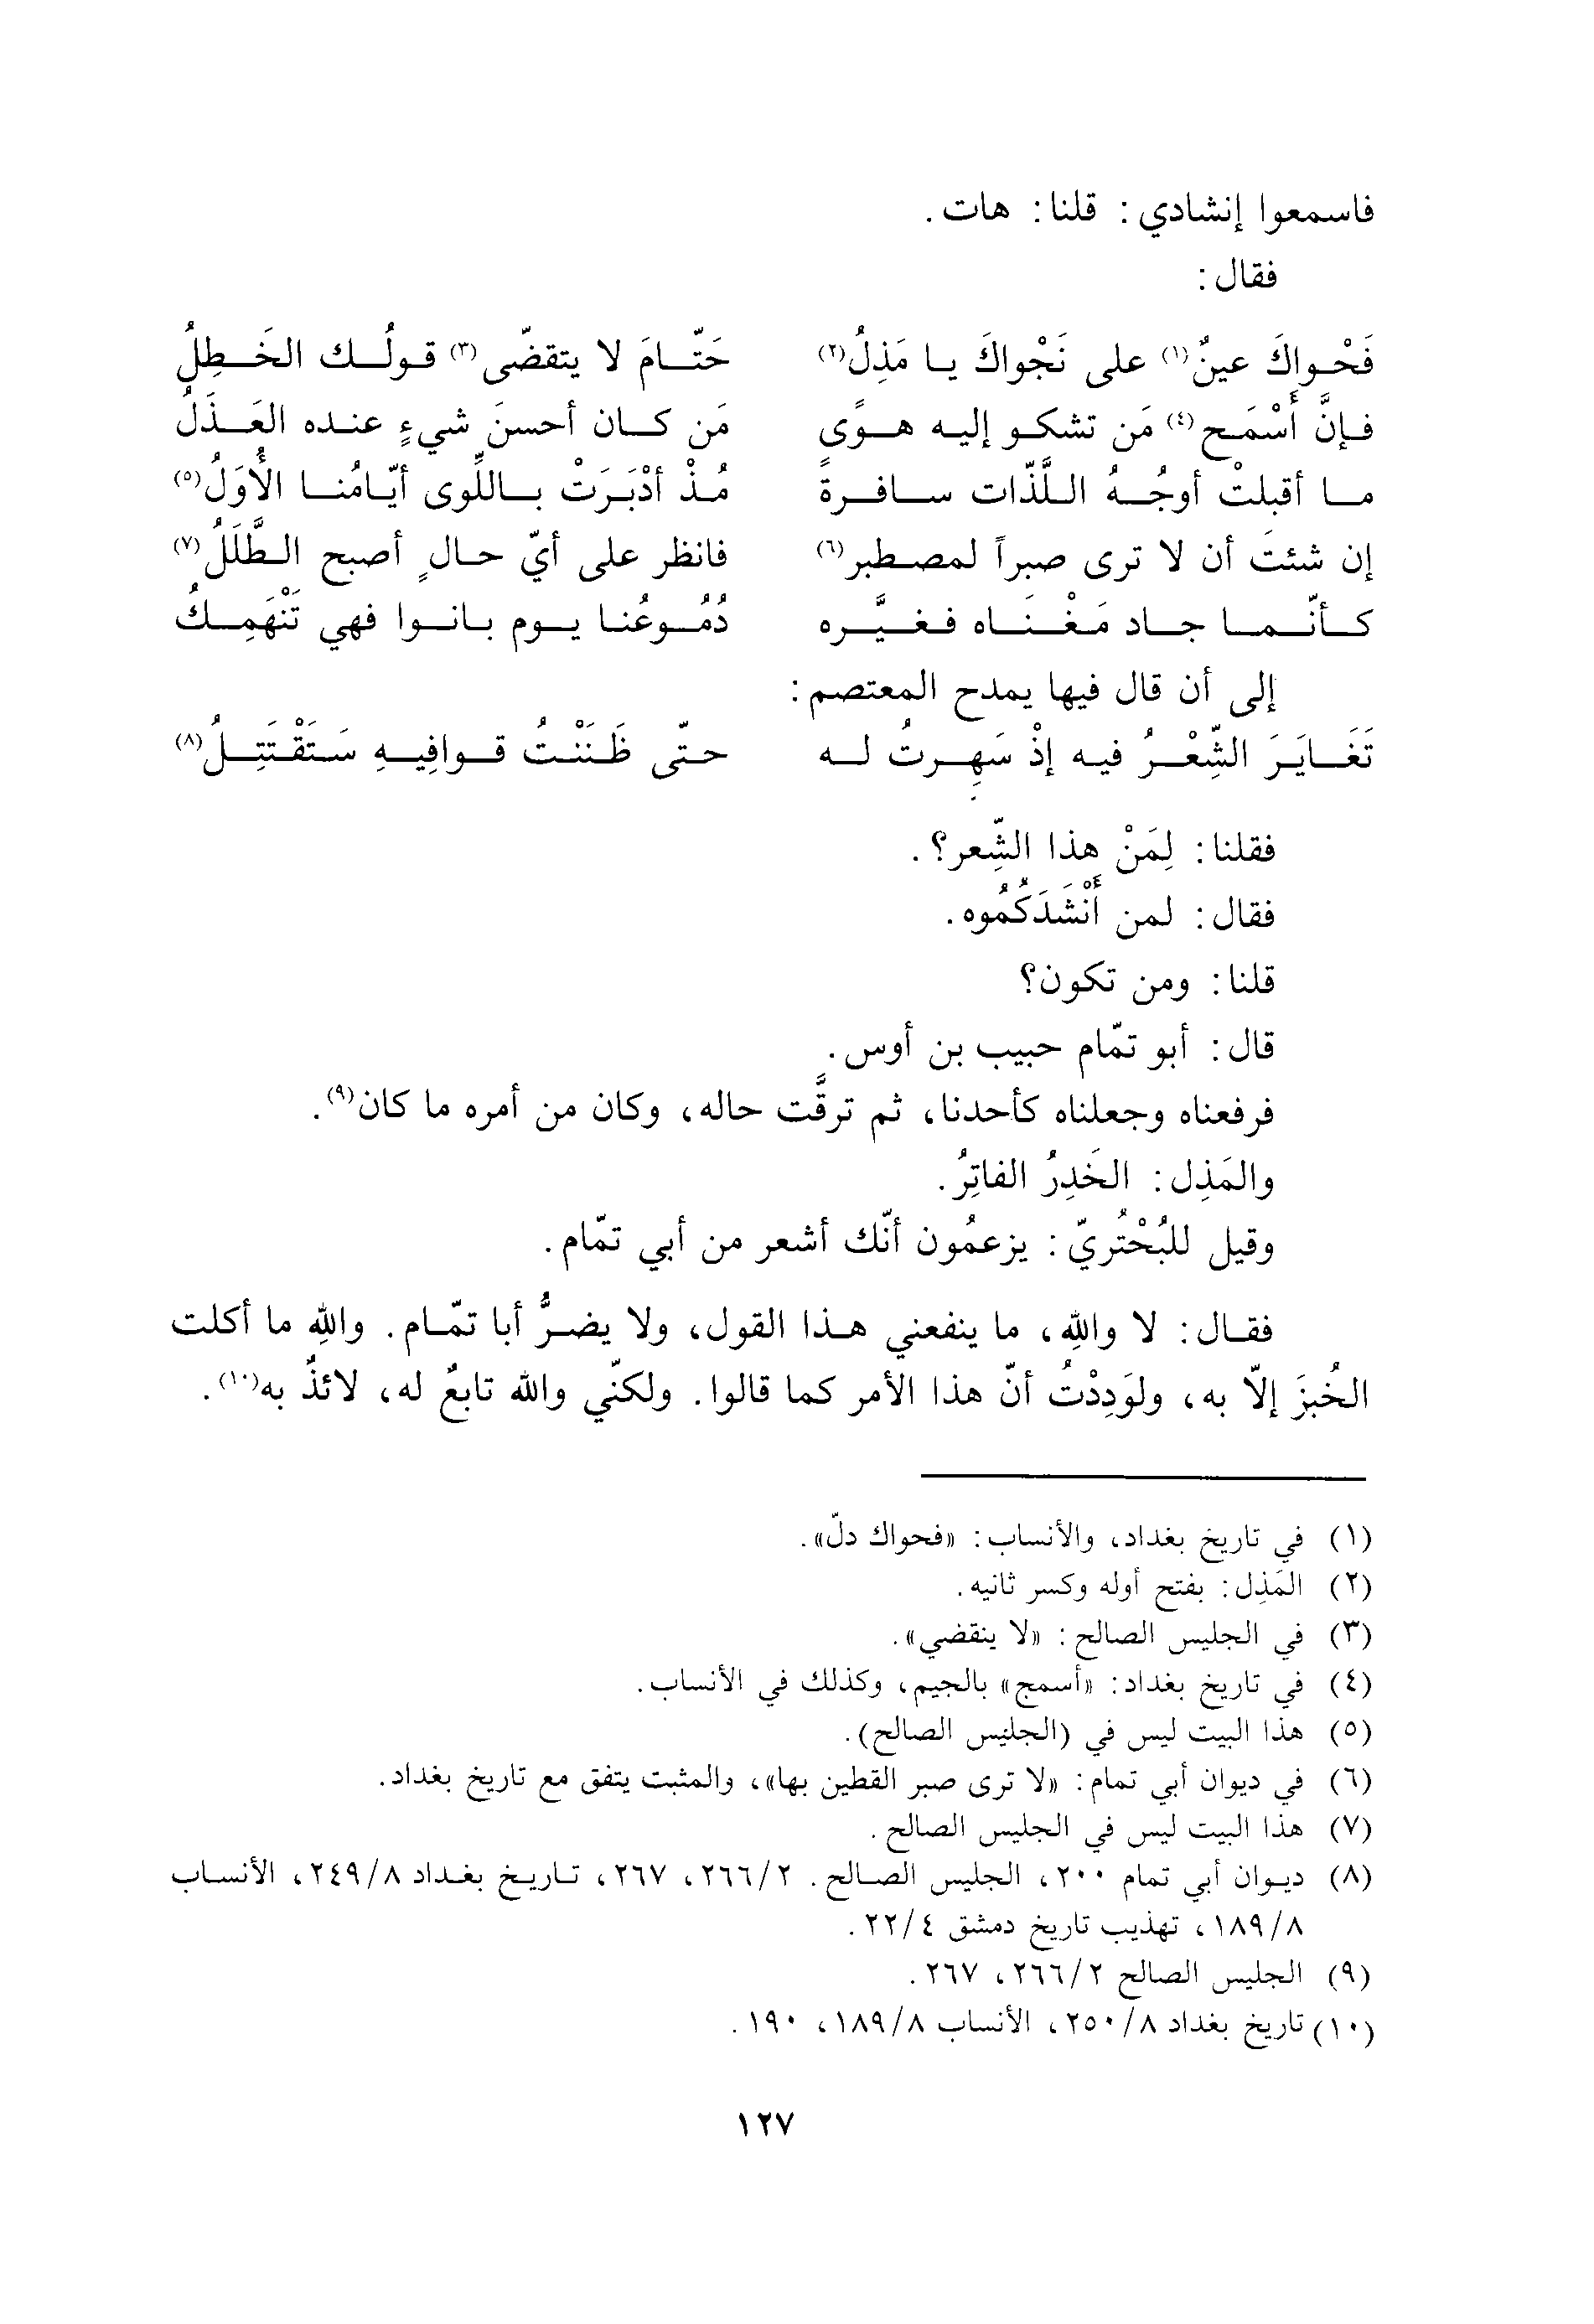 فاسمعوا إنشادي: قلنا: هات.
فقال:
فَحْواكَ عينٌ(١) على نَجْواكَ يا مَذِلُ(٢) حَتّامَ لا يتقضّى(٣) قولُك الخَطِلُ
فإنَّ أَسْمَح(٤) مَن تشكو إليه هوًى مَن كان أحسنَ شيءٍ عنده العَذَلُ
ما أقبلتْ أوجُهُ اللَّذّات سافرةً مُذْ أدْبَرَتْ باللِّوى أيّامُنا الأُوَلُ(٥)
إن شئتَ أن لا ترى صبراً لمصطبر(٦) فانظر على أيّ حالٍ أصبح الطَّلَلُ(٧)
كأنّما جاد مَغْنَاه فغيَّره دُمُوعُنا يوم بانوا فهي تَنْهَمِكُ
إلى أن قال فيها يمدح المعتصم:
تَغَايَرَ الشِّعْرُ فيه إذْ سَهِرتُ له حتّى ظَنَنْتُ قوافِيهِ سَتَقْتَتِلُ(٨)
فقلنا: لِمَنْ هذا الشِّعر؟.
فقال: لمن أَنْشَدَكُمُوه.
قلنا: ومن تكون؟
قال: أبو تمّام حبيب بن أوس.
فرفعناه وجعلناه كأحدنا، ثم ترقَّت حاله، وكان من أمره ما كان(٩).
والمَذِل: الخَدِرُ الفاتِرُ.
وقيل للبُحْتُريّ: يزعمُون أنّك أشعر من أبي تمّام.
فقال: لا واللهِ، ما ينفعني هذا القول، ولا يضرُّ أبا تمّام. واللهِ ما أكلت
الخُبزَ إلاّ به، ولوَدِدْتُ أنّ هذا الأمر كما قالوا. ولكنّي والله تابعٌ له، لائذٌ به(١٠).
(١) في تاريخ بغداد، والأنساب: «فحواك دلّ».
(٢) المَذِل: بفتح أوله وكسر ثانيه.
(٣) في الجليس الصالح: «لا ينقضي».
(٤) في تاريخ بغداد: «أسمج» بالجيم، وكذلك في الأنساب.
(٥) هذا البيت ليس في (الجليس الصالح).
(٦) في ديوان أبي تمام: «لا ترى صبر القطين بها»، والمثبت يتفق مع تاريخ بغداد.
(٧) هذا البيت ليس في الجليس الصالح.
(٨) ديوان أبي تمام ٢٠٠، الجليس الصالح. ٢/ ٢٦٦، ٢٦٧، تاريخ بغداد ٨/ ٢٤٩، الأنساب
٨/ ١٨٩، تهذيب تاريخ دمشق ٤/ ٢٢.
(٩) الجليس الصالح ٢/ ٢٦٦، ٢٦٧.
(١٠) تاريخ بغداد ٨/ ٢٥٠، الأنساب ٨/ ١٨٩، ١٩٠.
١٢٧